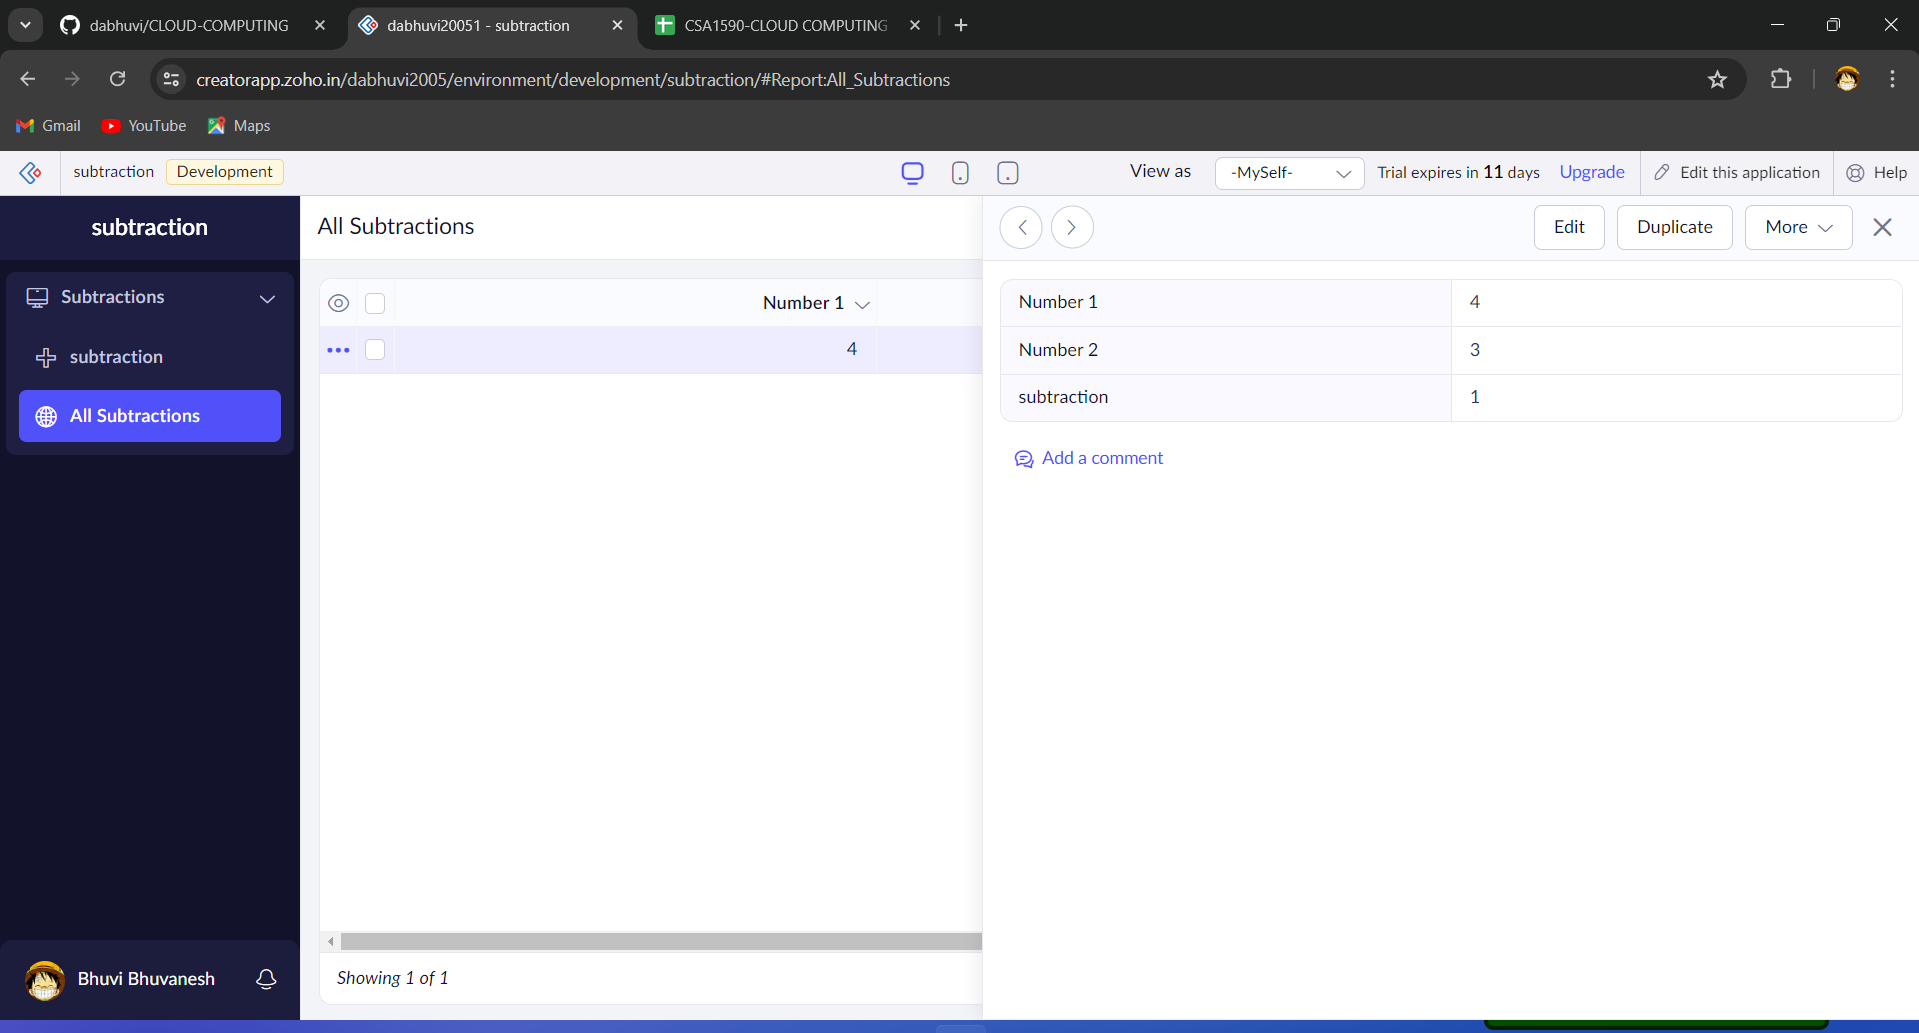 dabhuvi/CLOUD-COMPUTING
dabhuvi20051 - subtraction
CSA1590-CLOUD COMPUTING
creatorapp.zoho.in/dabhuvi2005/environment/development/subtraction/#Report:All_Subtractions
Gmail YouTube Maps
subtraction Development View as -MySelf- Trial expires in 11 days Upgrade Edit this application Help
subtraction
Subtractions
subtraction
All Subtractions
Bhuvi Bhuvanesh
All Subtractions
Number 1
4
Showing 1 of 1
Edit Duplicate More
Number 1 4
Number 2 3
subtraction 1
Add a comment